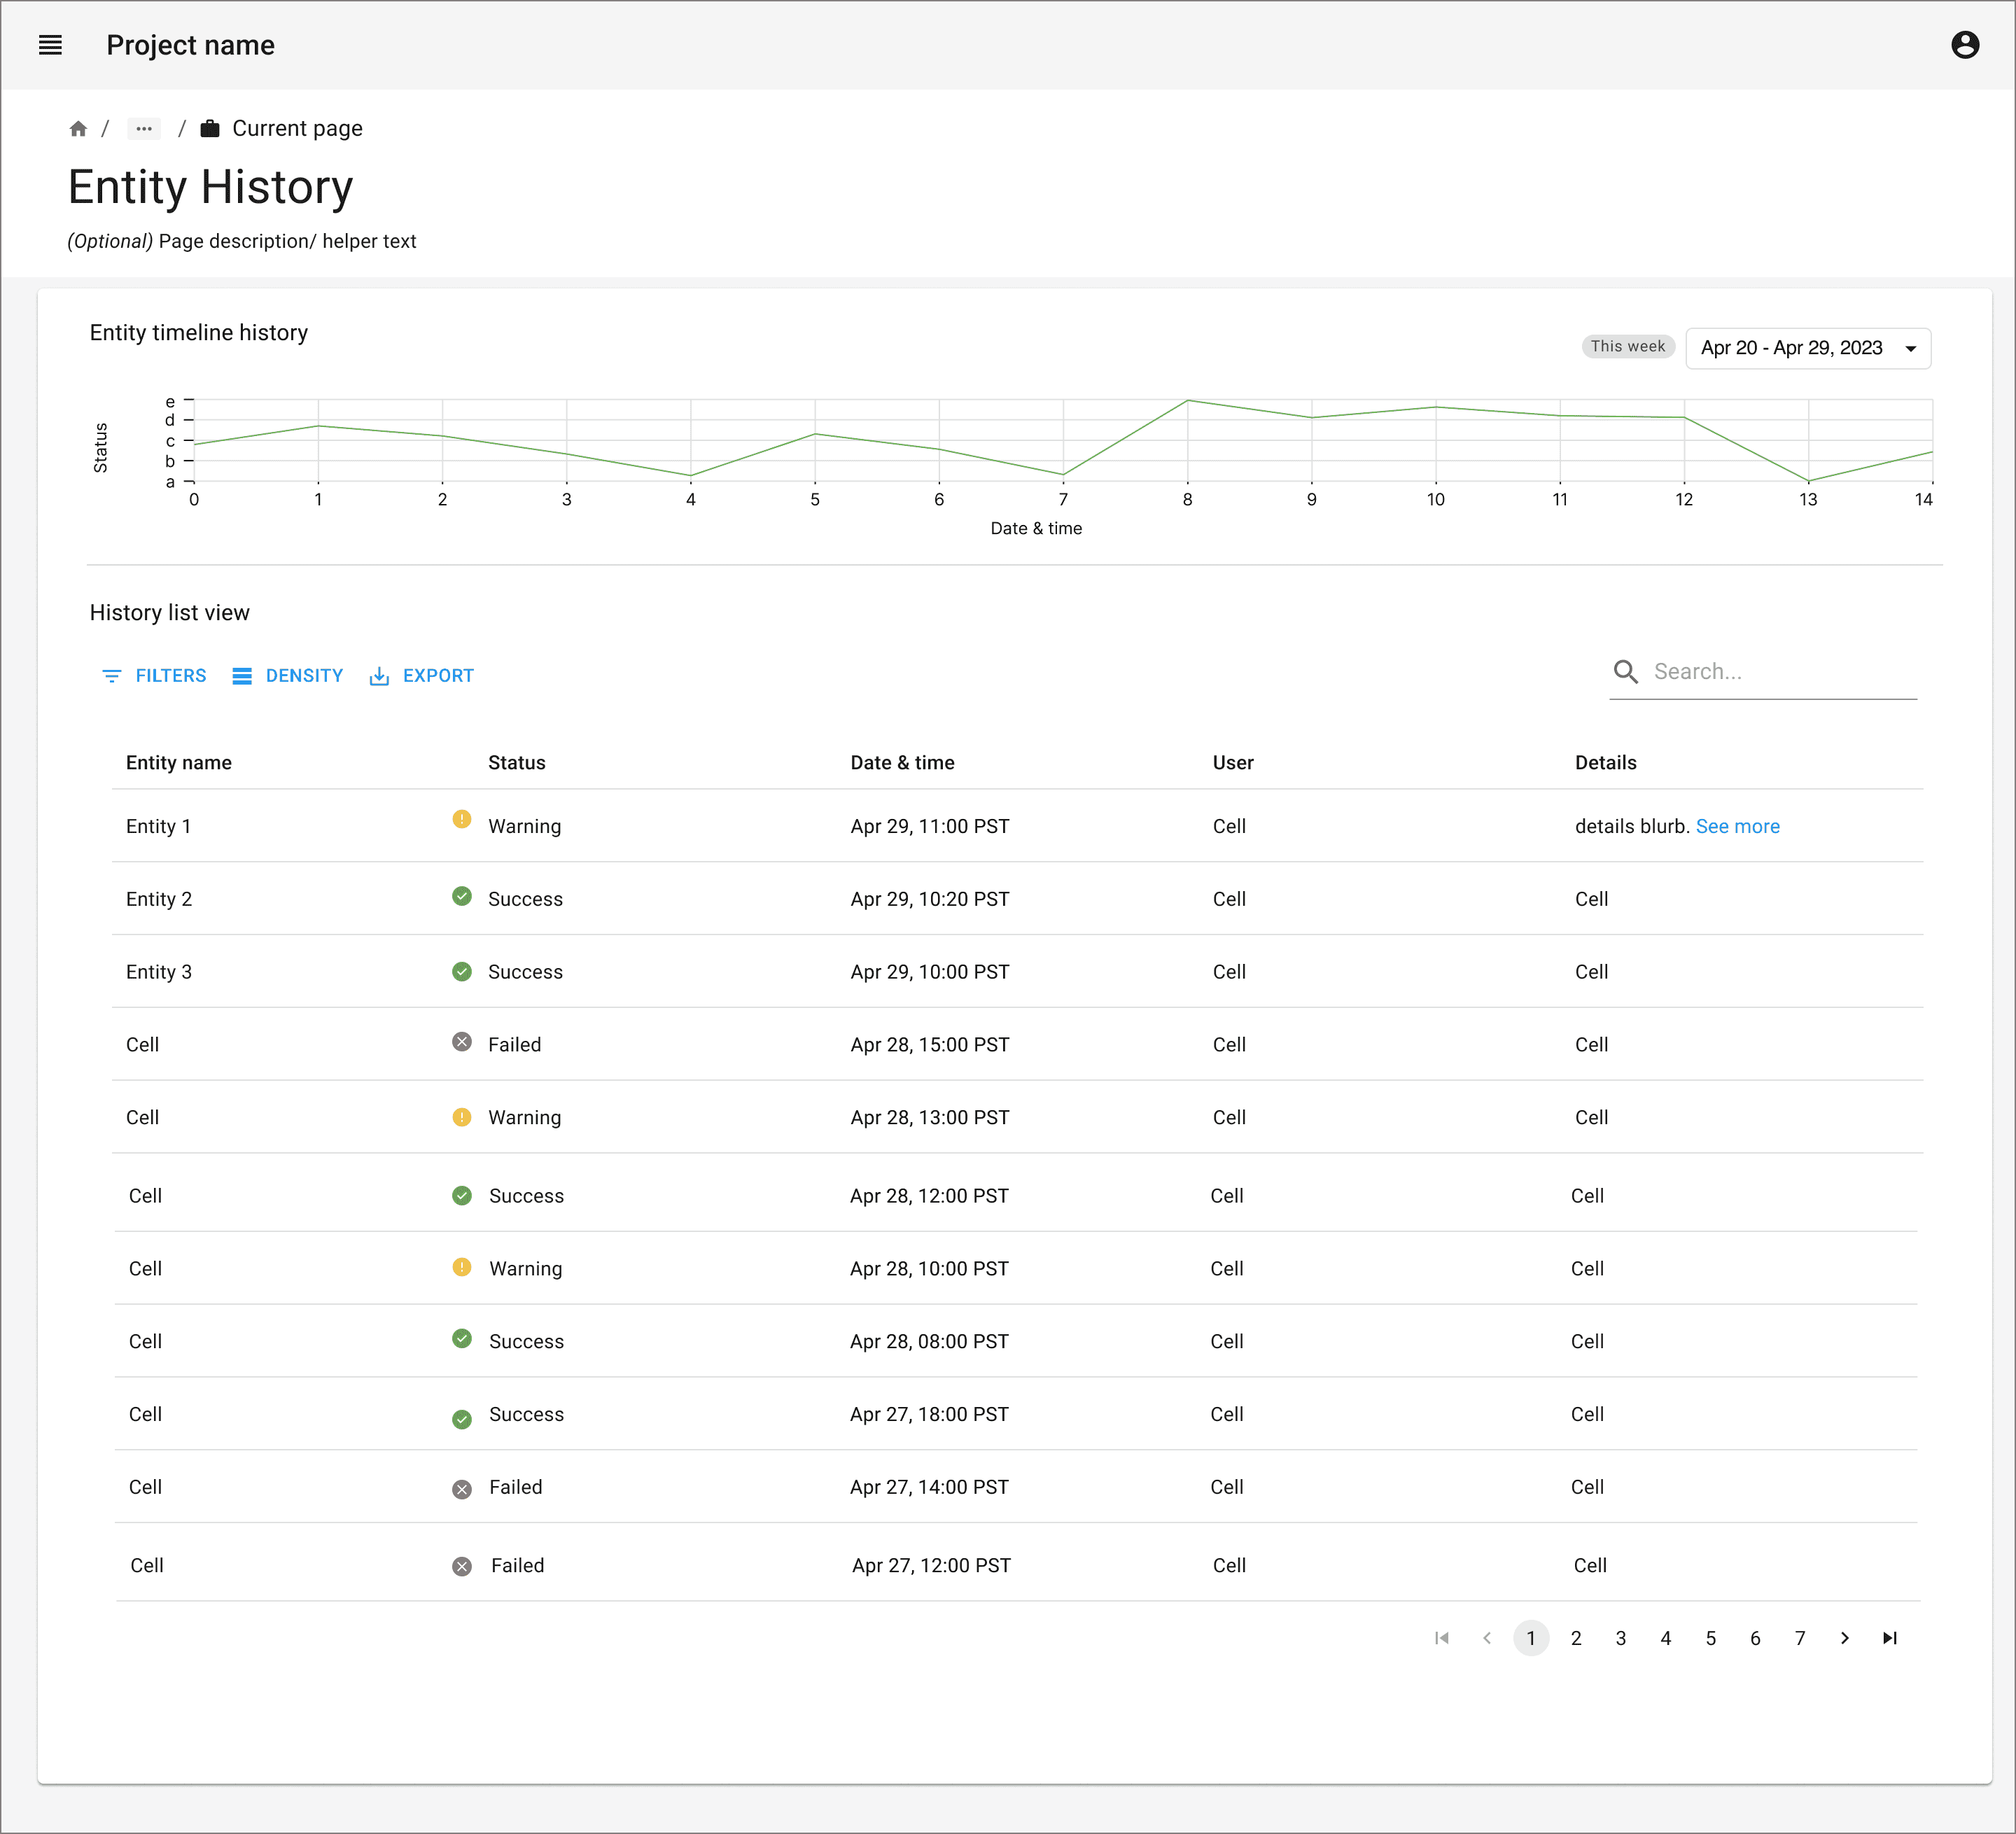 Project name
/ ... / Current page
Entity History
(Optional) Page description/ helper text
Entity timeline history
This week
Apr 20 - Apr 29, 2023
Status
e
d
c
b
a
0 1 2 3 4 5 6 7 8 9 10 11 12 13 14
Date & time
History list view
FILTERS DENSITY EXPORT
Search...
Entity name Status Date & time User Details
Entity 1 Warning Apr 29, 11:00 PST Cell details blurb. See more
Entity 2 Success Apr 29, 10:20 PST Cell Cell
Entity 3 Success Apr 29, 10:00 PST Cell Cell
Cell Failed Apr 28, 15:00 PST Cell Cell
Cell Warning Apr 28, 13:00 PST Cell Cell
Cell Success Apr 28, 12:00 PST Cell Cell
Cell Warning Apr 28, 10:00 PST Cell Cell
Cell Success Apr 28, 08:00 PST Cell Cell
Cell Success Apr 27, 18:00 PST Cell Cell
Cell Failed Apr 27, 14:00 PST Cell Cell
Cell Failed Apr 27, 12:00 PST Cell Cell
1 2 3 4 5 6 7